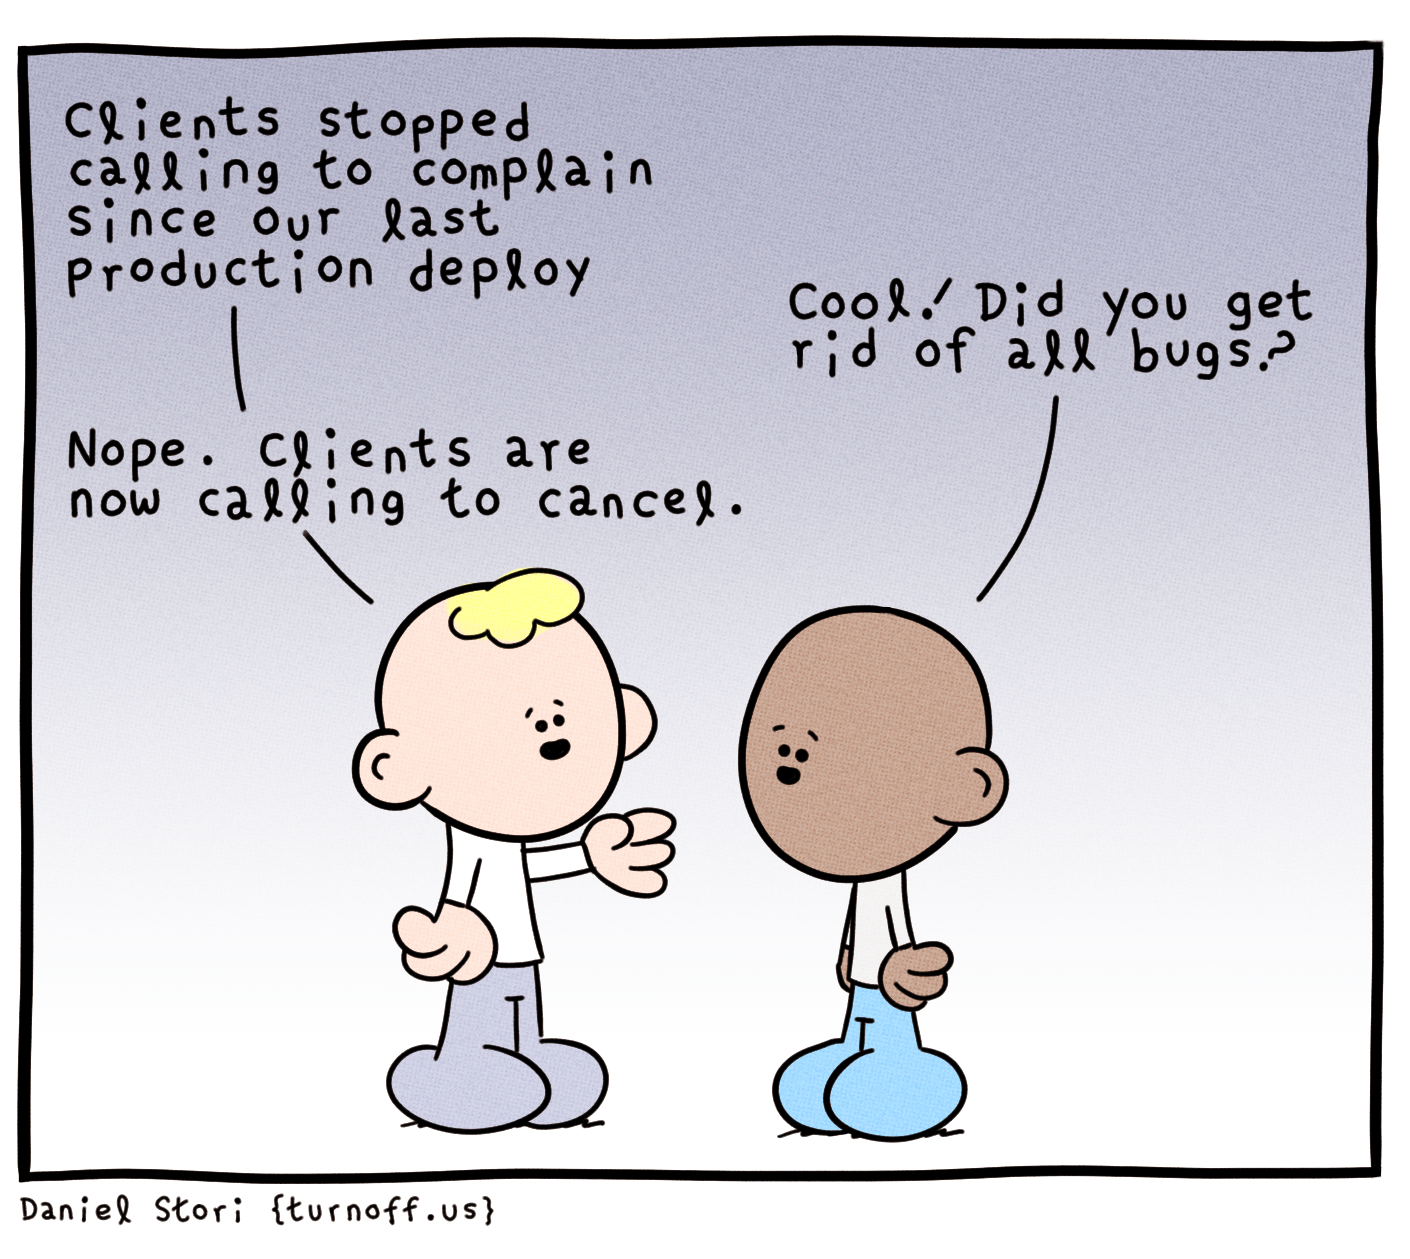 Clients stopped
calling to complain
since our last
production deploy
Cool! Did you get
rid of all bugs?
Nope. Clients are
now calling to cancel.
Daniel Stori {turnoff.us}